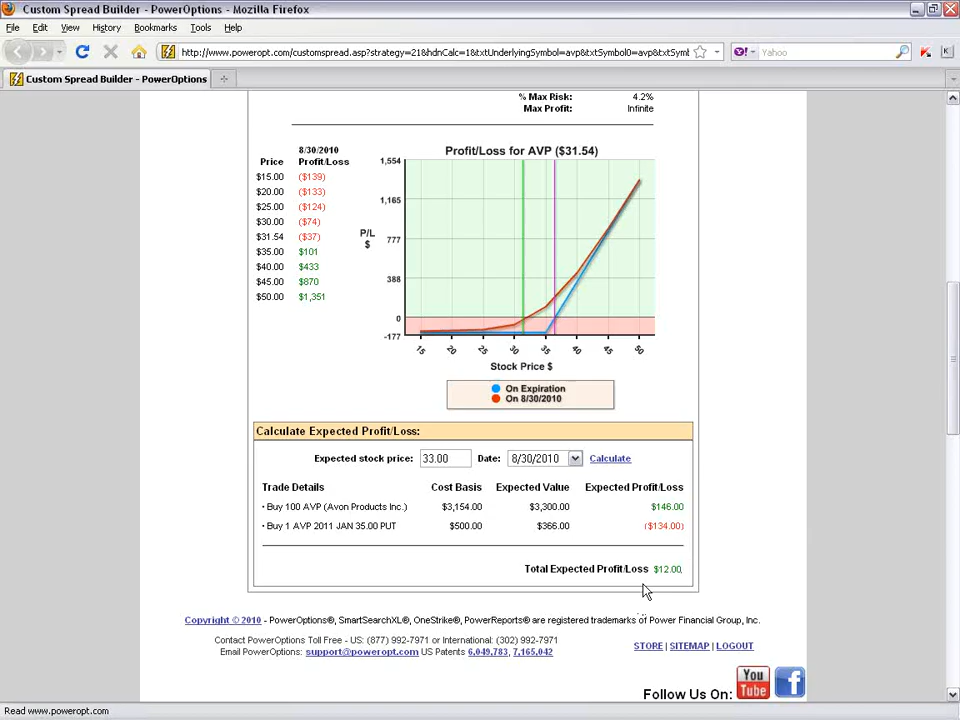 Custom Spread Builder - PowerOptions - Mozilla Firefox
File Edit View History Bookmarks Tools Help
http://www.poweropt.com/customspread.asp?strategy=21&hdnCalc=1&txtUnderlyingSymbol=avp&txtSymbol0=avp&txtSymt
Y! Yahoo
Custom Spread Builder - PowerOptions
% Max Risk: 4.2%
Max Profit: Infinite
8/30/2010
Price Profit/Loss
$15.00 ($139)
$20.00 ($133)
$25.00 ($124)
$30.00 ($74)
$31.54 ($37)
$35.00 $101
$40.00 $433
$45.00 $870
$50.00 $1,351
Profit/Loss for AVP ($31.54)
1,554
1,165
777
388
0
-177
P/L
$
15 20 25 30 35 40 45 50
Stock Price $
On Expiration
On 8/30/2010
Calculate Expected Profit/Loss:
Expected stock price: 33.00 Date: 8/30/2010 Calculate
Trade Details Cost Basis Expected Value Expected Profit/Loss
• Buy 100 AVP (Avon Products Inc.) $3,154.00 $3,300.00 $146.00
• Buy 1 AVP 2011 JAN 35.00 PUT $500.00 $366.00 ($134.00)
Total Expected Profit/Loss $12.00
Copyright © 2010 - PowerOptions®, SmartSearchXL®, OneStrike®, PowerReports® are registered trademarks of Power Financial Group, Inc.
Contact PowerOptions Toll Free - US: (877) 992-7971 or International: (302) 992-7971
Email PowerOptions: support@poweropt.com US Patents 6,049,783, 7,165,042
STORE | SITEMAP | LOGOUT
Follow Us On: You Tube f
Read www.poweropt.com